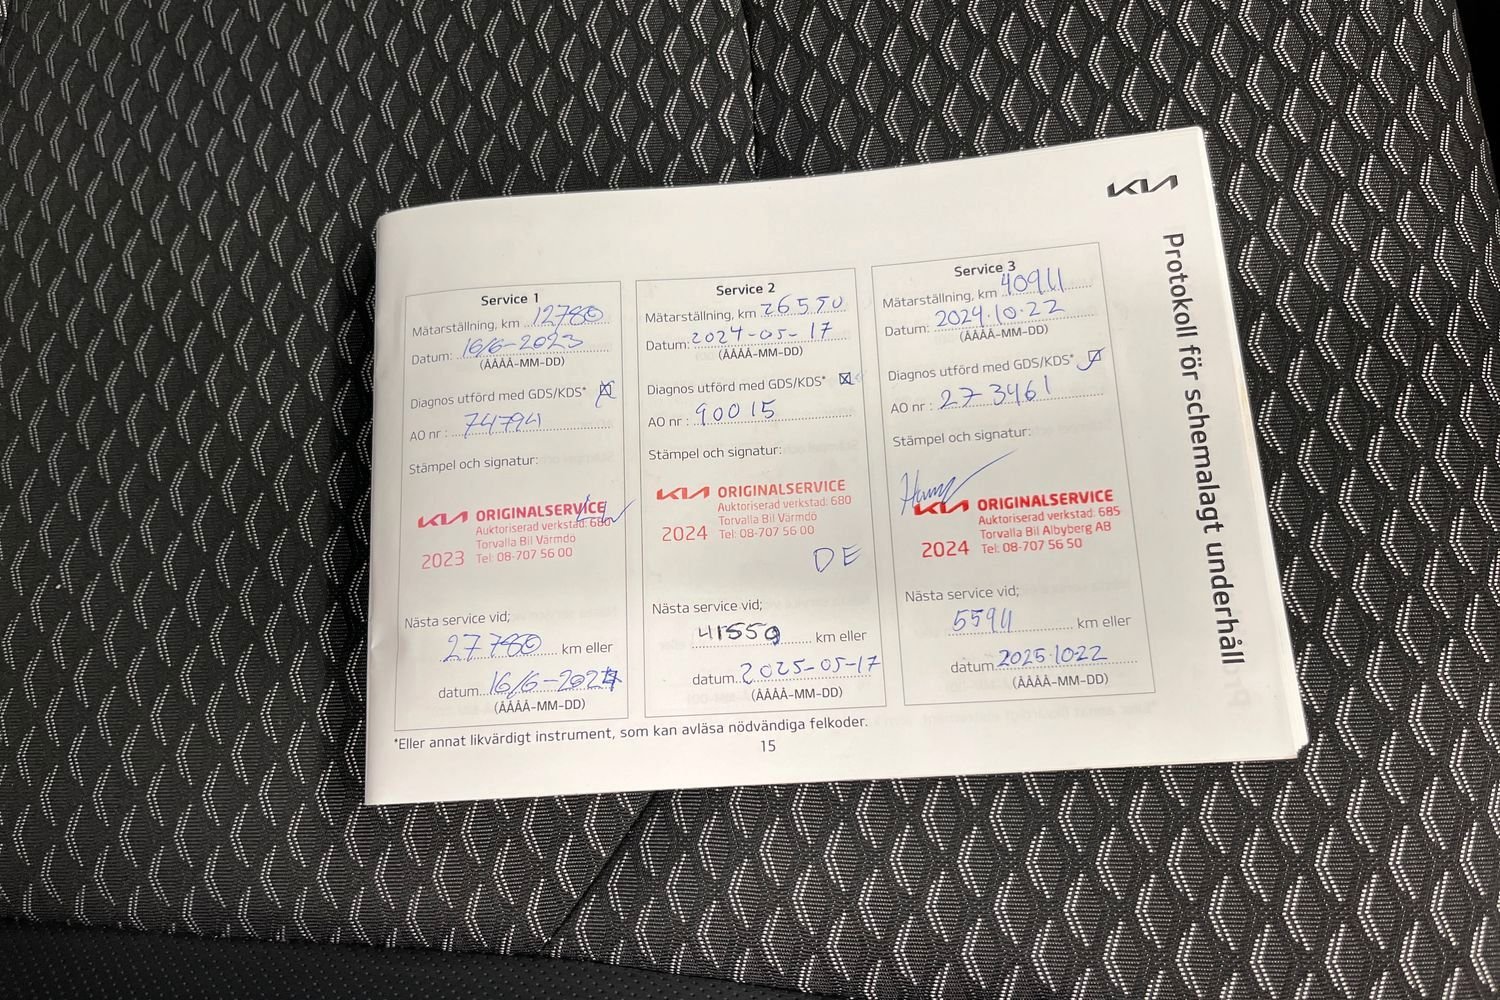 KIA
Protokoll för schemalagt underhåll
Service 1
Mätarställning, km 12780
Datum: 16/6-2023
(ÅÅÅÅ-MM-DD)
Diagnos utförd med GDS/KDS*
AO nr : 74794
Stämpel och signatur:
KIA ORIGINALSERVICE
Auktoriserad verkstad: 680
Torvalla Bil Värmdö
2023 Tel: 08-707 56 00
Nästa service vid;
27780 km eller
datum. 16/6-2024
(ÅÅÅÅ-MM-DD)
Service 2
Mätarställning, km 26550
Datum: 2024-05-17
(ÅÅÅÅ-MM-DD)
Diagnos utförd med GDS/KDS*
AO nr : 90015
Stämpel och signatur:
KIA ORIGINALSERVICE
Auktoriserad verkstad: 680
Torvalla Bil Värmdö
2024 Tel: 08-707 56 00
DE
Nästa service vid;
41550 km eller
datum. 2025-05-17
(ÅÅÅÅ-MM-DD)
Service 3
Mätarställning, km 40911
Datum: 2024.10.22
(ÅÅÅÅ-MM-DD)
Diagnos utförd med GDS/KDS*
AO nr : 273461
Stämpel och signatur:
KIA ORIGINALSERVICE
Auktoriserad verkstad: 685
Torvalla Bil Albyberg AB
2024 Tel: 08-707 56 50
Nästa service vid;
55911 km eller
datum 2025.10.22
(ÅÅÅÅ-MM-DD)
*Eller annat likvärdigt instrument, som kan avläsa nödvändiga felkoder.
15